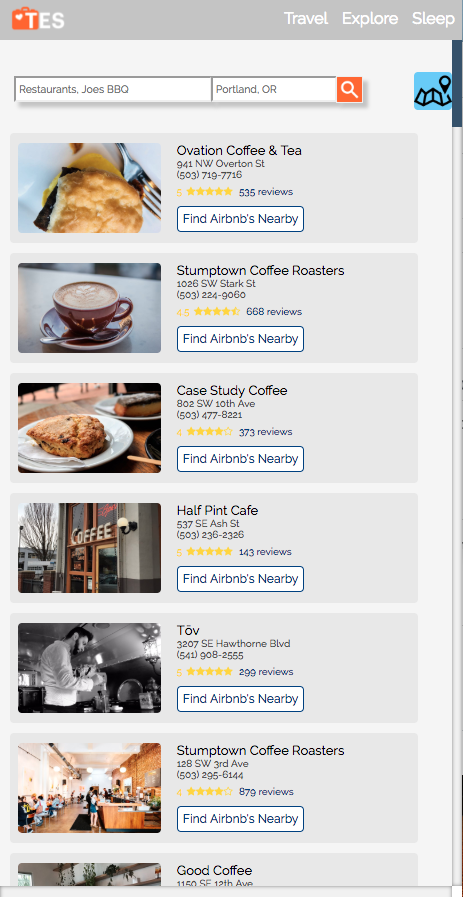 TES
Travel Explore Sleep
Restaurants, Joes BBQ
Portland, OR
Ovation Coffee & Tea
941 NW Overton St
(503) 719-7716
5 535 reviews
Find Airbnb's Nearby
Stumptown Coffee Roasters
1026 SW Stark St
(503) 224-9060
4.5 668 reviews
Find Airbnb's Nearby
Case Study Coffee
802 SW 10th Ave
(503) 477-8221
4 373 reviews
Find Airbnb's Nearby
COFFEE
Half Pint Cafe
537 SE Ash St
(503) 236-2326
5 143 reviews
Find Airbnb's Nearby
Tōv
3207 SE Hawthorne Blvd
(541) 908-2555
5 299 reviews
Find Airbnb's Nearby
Stumptown Coffee Roasters
128 SW 3rd Ave
(503) 295-6144
4 879 reviews
Find Airbnb's Nearby
Good Coffee
1150 SE 12th Ave